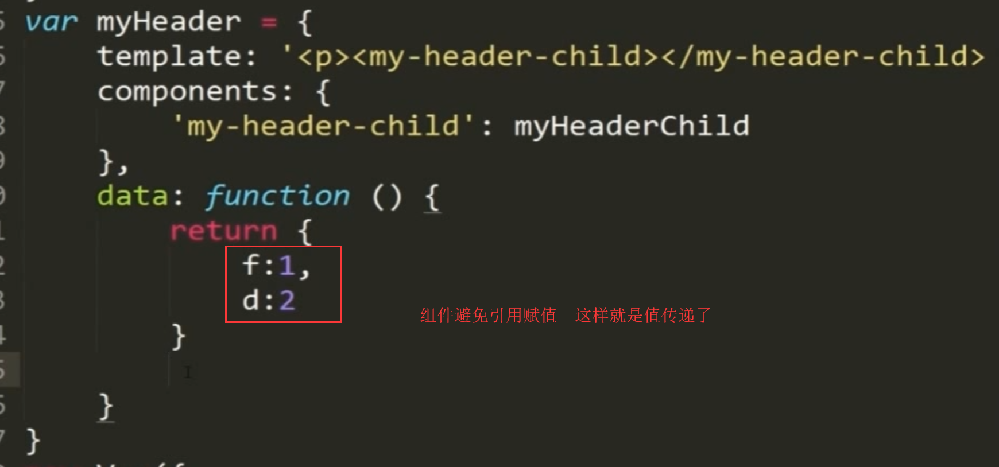 var myHeader = {
template: '<p><my-header-child></my-header-child>
components: {
'my-header-child': myHeaderChild
},
data: function () {
return {
f:1,
d:2
组件避免引用赋值 这样就是值传递了
}
}
}